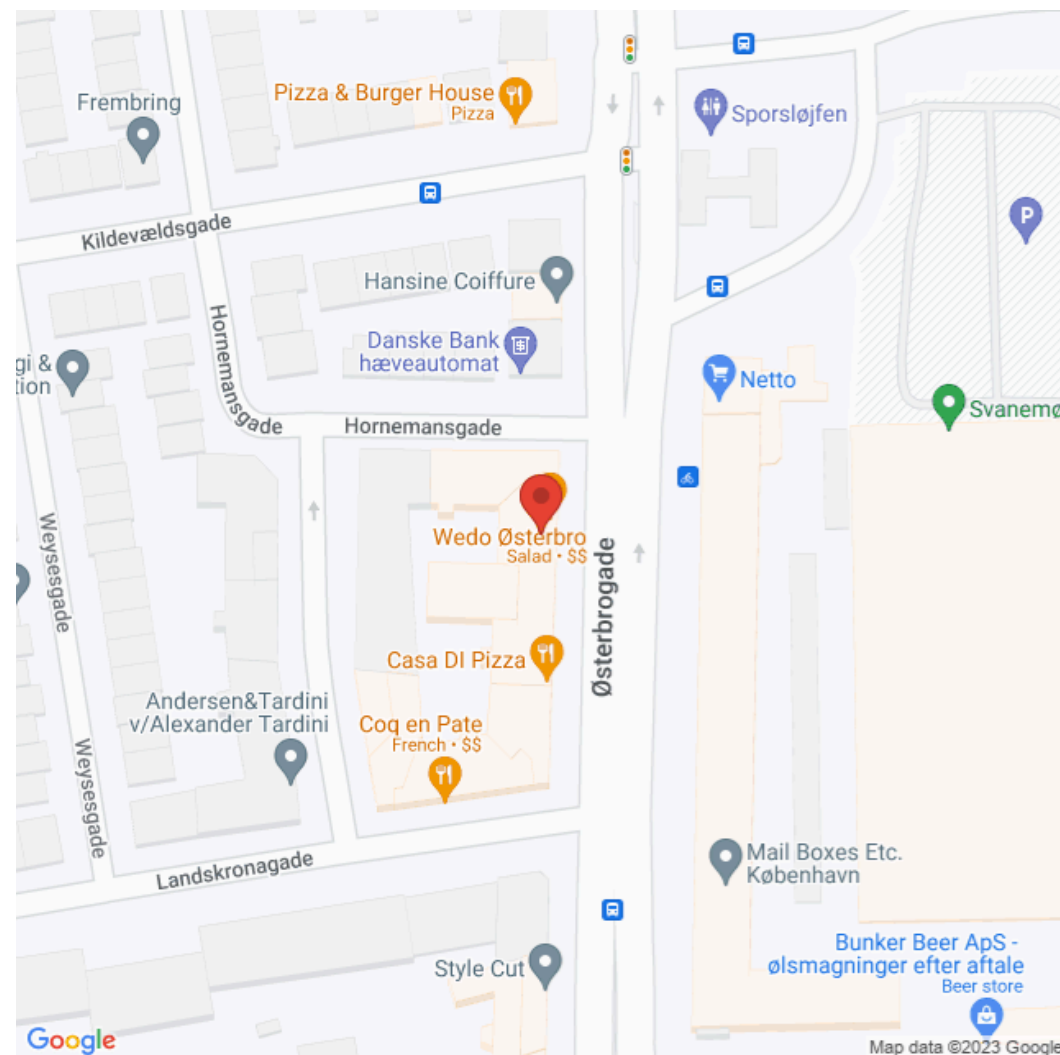 Frembring
Pizza & Burger House
Pizza
Sporsløjfen
P
Kildevældsgade
Hansine Coiffure
Danske Bank
hæveautomat
Hornemansgade
gi &
tion
Netto
Svanemø
Hornemansgade
Wedo Østerbro
Salad • $$
Weysesgade
Østerbrogade
Casa DI Pizza
Andersen&Tardini
v/Alexander Tardini
Coq en Pate
French • $$
Weysesgade
Landskronagade
Mail Boxes Etc.
København
Style Cut
Bunker Beer ApS -
ølsmagninger efter aftale
Beer store
Google
Map data ©2023 Google